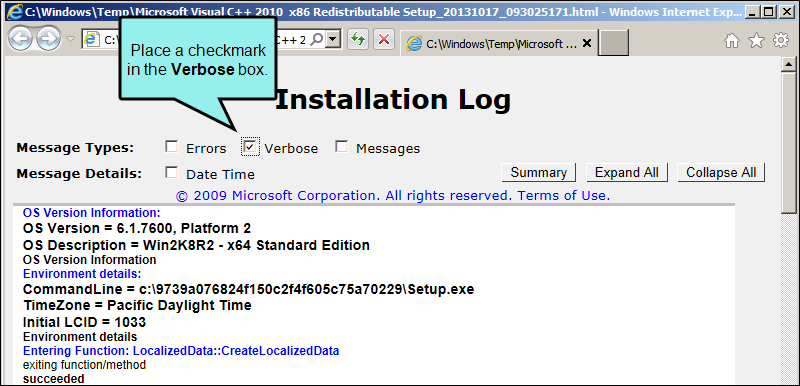 C:\Windows\Temp\Microsoft Visual C++ 2010  x86 Redistributable Setup_20131017_093025171.html - Windows Internet Exp...
C:\ C++ 2
C:\Windows\Temp\Microsoft ...
Place a checkmark
in the Verbose box.
Installation Log
Message Types: Errors Verbose Messages
Message Details: Date Time Summary Expand All Collapse All
© 2009 Microsoft Corporation. All rights reserved. Terms of Use.
OS Version Information:
OS Version = 6.1.7600, Platform 2
OS Description = Win2K8R2 - x64 Standard Edition
OS Version Information
Environment details:
CommandLine = c:\9739a076824f150c2f4f605c75a70229\Setup.exe
TimeZone = Pacific Daylight Time
Initial LCID = 1033
Environment details
Entering Function: LocalizedData::CreateLocalizedData
exiting function/method
succeeded